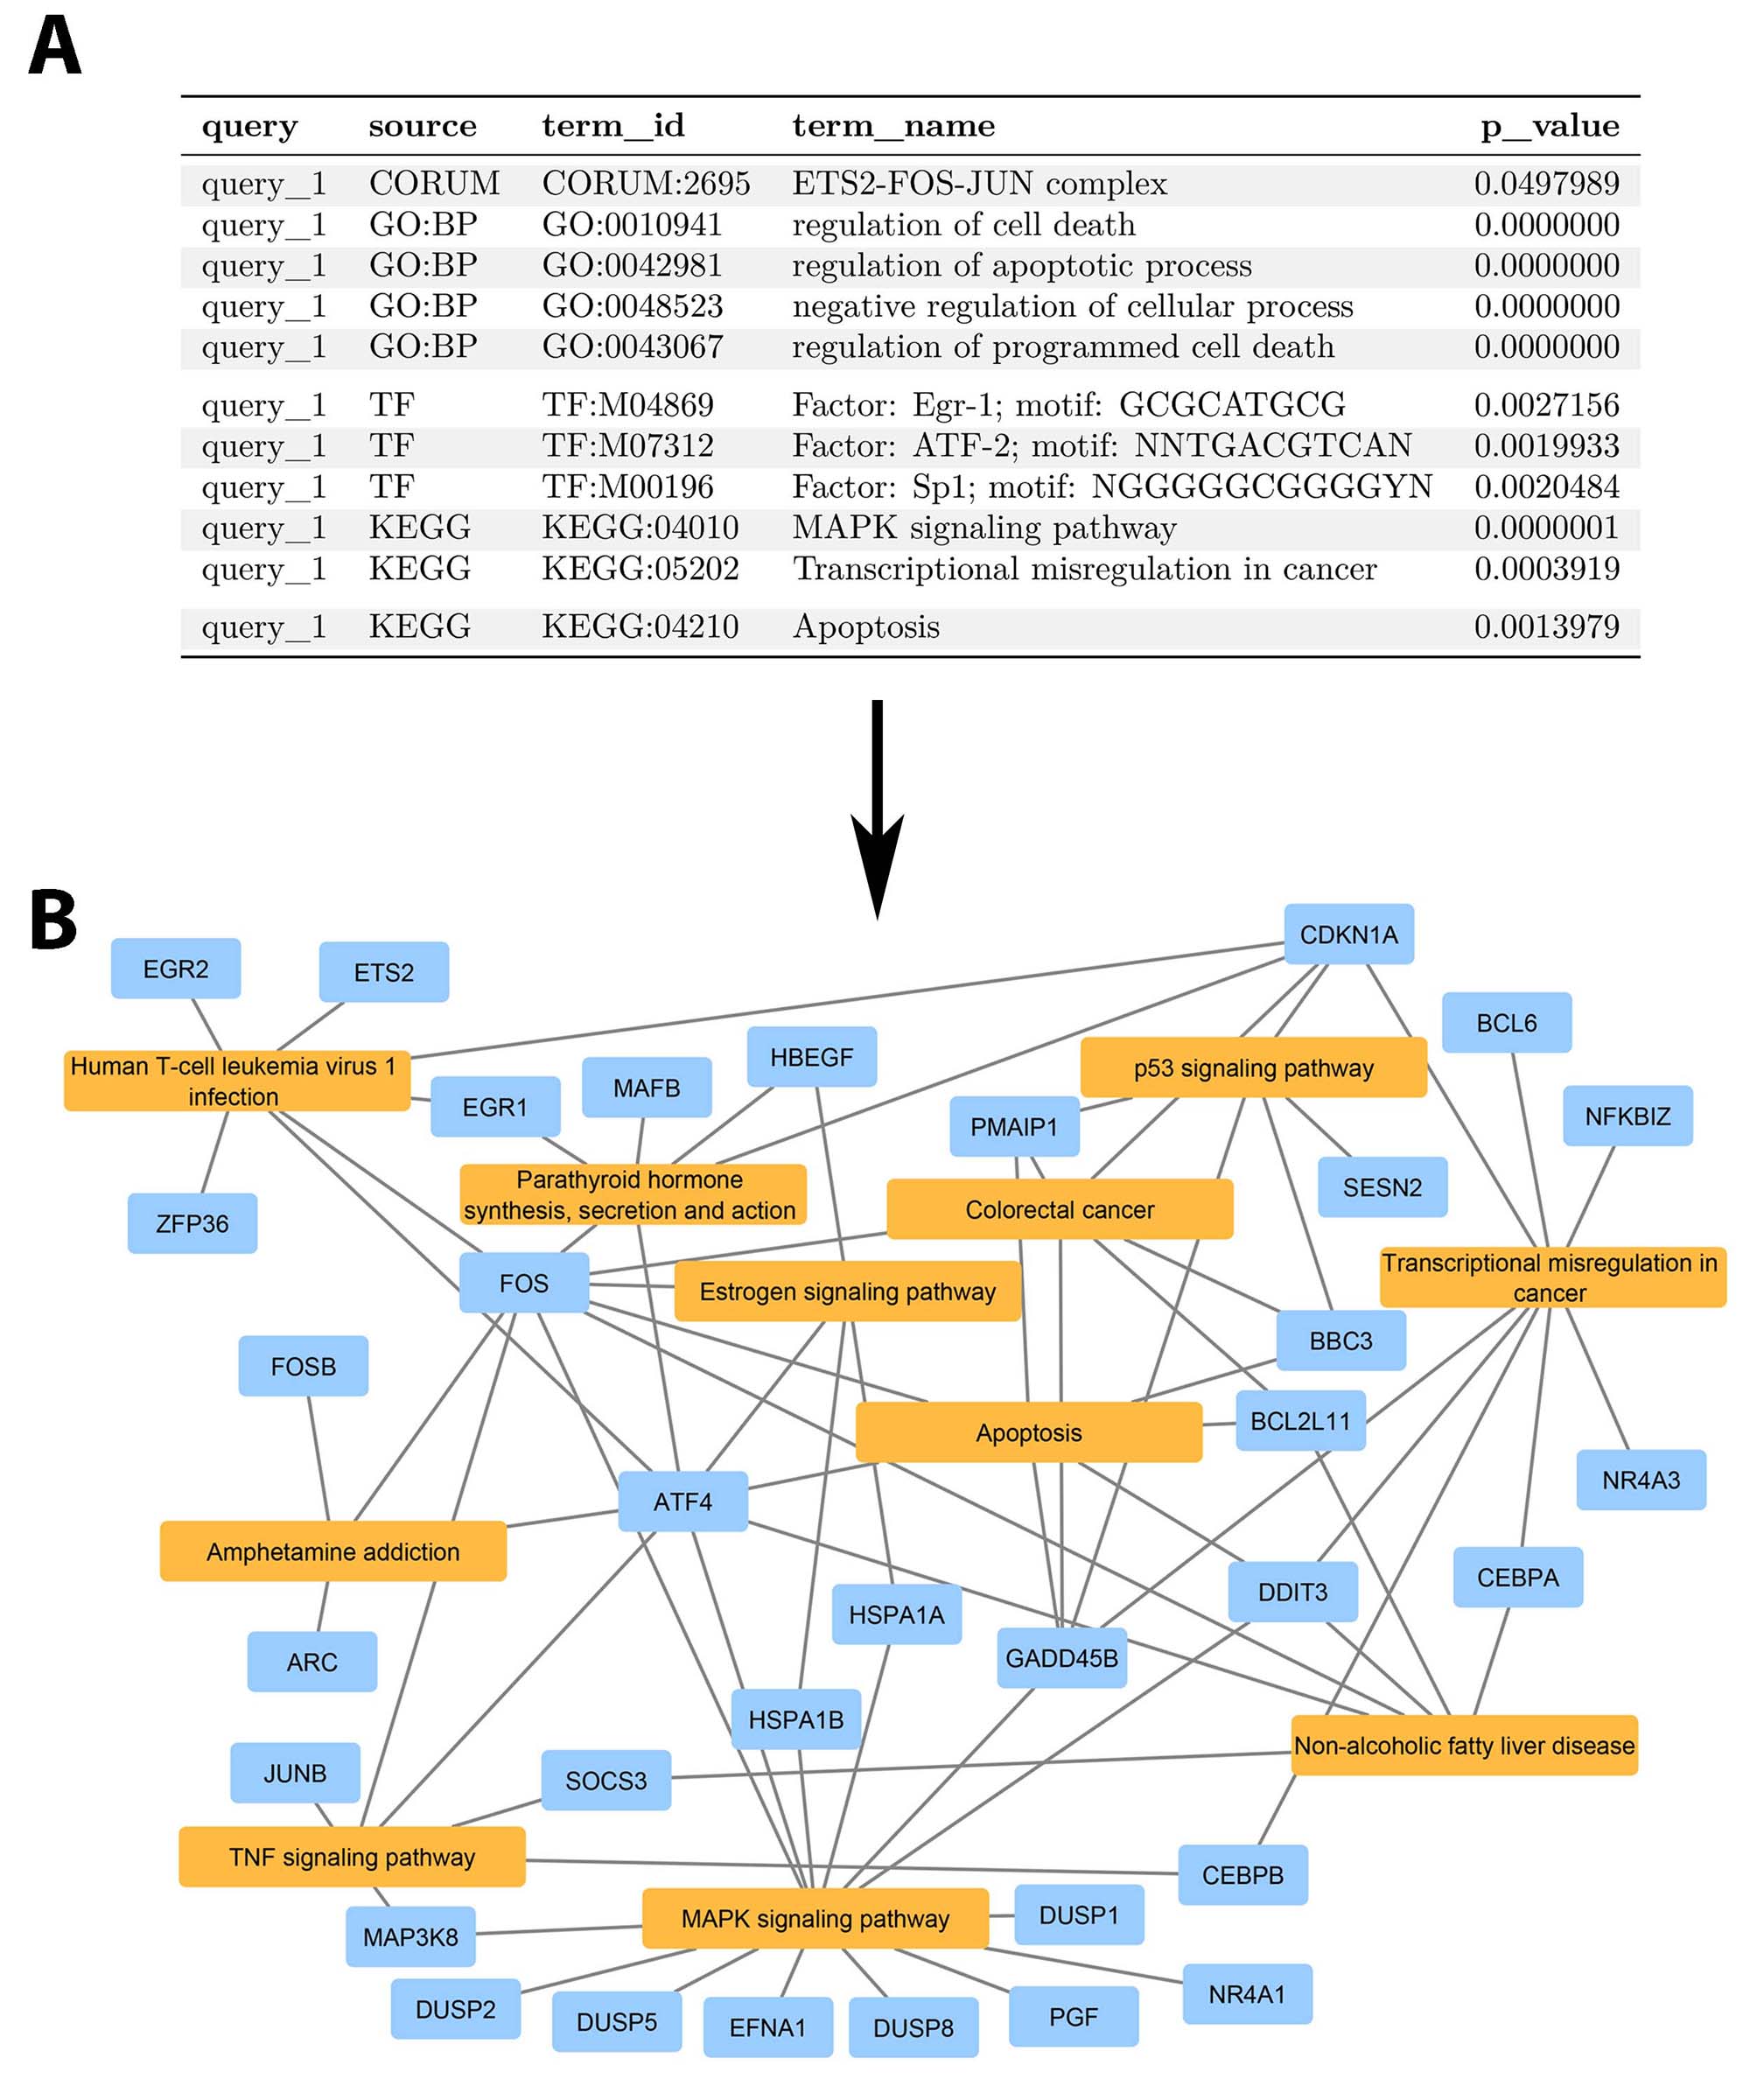 A
query source term_id term_name p_value
query_1 CORUM CORUM:2695 ETS2-FOS-JUN complex 0.0497989
query_1 GO:BP GO:0010941 regulation of cell death 0.0000000
query_1 GO:BP GO:0042981 regulation of apoptotic process 0.0000000
query_1 GO:BP GO:0048523 negative regulation of cellular process 0.0000000
query_1 GO:BP GO:0043067 regulation of programmed cell death 0.0000000
query_1 TF TF:M04869 Factor: Egr-1; motif: GCGCATGCG 0.0027156
query_1 TF TF:M07312 Factor: ATF-2; motif: NNTGACGTCAN 0.0019933
query_1 TF TF:M00196 Factor: Sp1; motif: NGGGGGCGGGGYN 0.0020484
query_1 KEGG KEGG:04010 MAPK signaling pathway 0.0000001
query_1 KEGG KEGG:05202 Transcriptional misregulation in cancer 0.0003919
query_1 KEGG KEGG:04210 Apoptosis 0.0013979
B
CDKN1A
EGR2
ETS2
BCL6
HBEGF
p53 signaling pathway
Human T-cell leukemia virus 1
infection
MAFB
EGR1
PMAIP1
NFKBIZ
SESN2
Parathyroid hormone
synthesis, secretion and action
Colorectal cancer
ZFP36
Transcriptional misregulation in
cancer
FOS
Estrogen signaling pathway
BBC3
FOSB
BCL2L11
Apoptosis
NR4A3
ATF4
Amphetamine addiction
CEBPA
DDIT3
HSPA1A
ARC
GADD45B
HSPA1B
Non-alcoholic fatty liver disease
JUNB
SOCS3
TNF signaling pathway
CEBPB
DUSP1
MAPK signaling pathway
MAP3K8
NR4A1
DUSP2
DUSP5
EFNA1
DUSP8
PGF